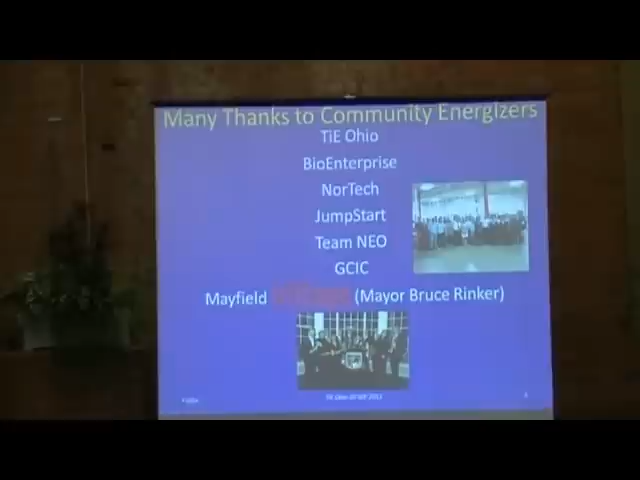 Many Thanks to Community Energizers
TiE Ohio
BioEnterprise
NorTech
JumpStart
Team NEO
GCIC
Mayfield (Mayor Bruce Rinker)